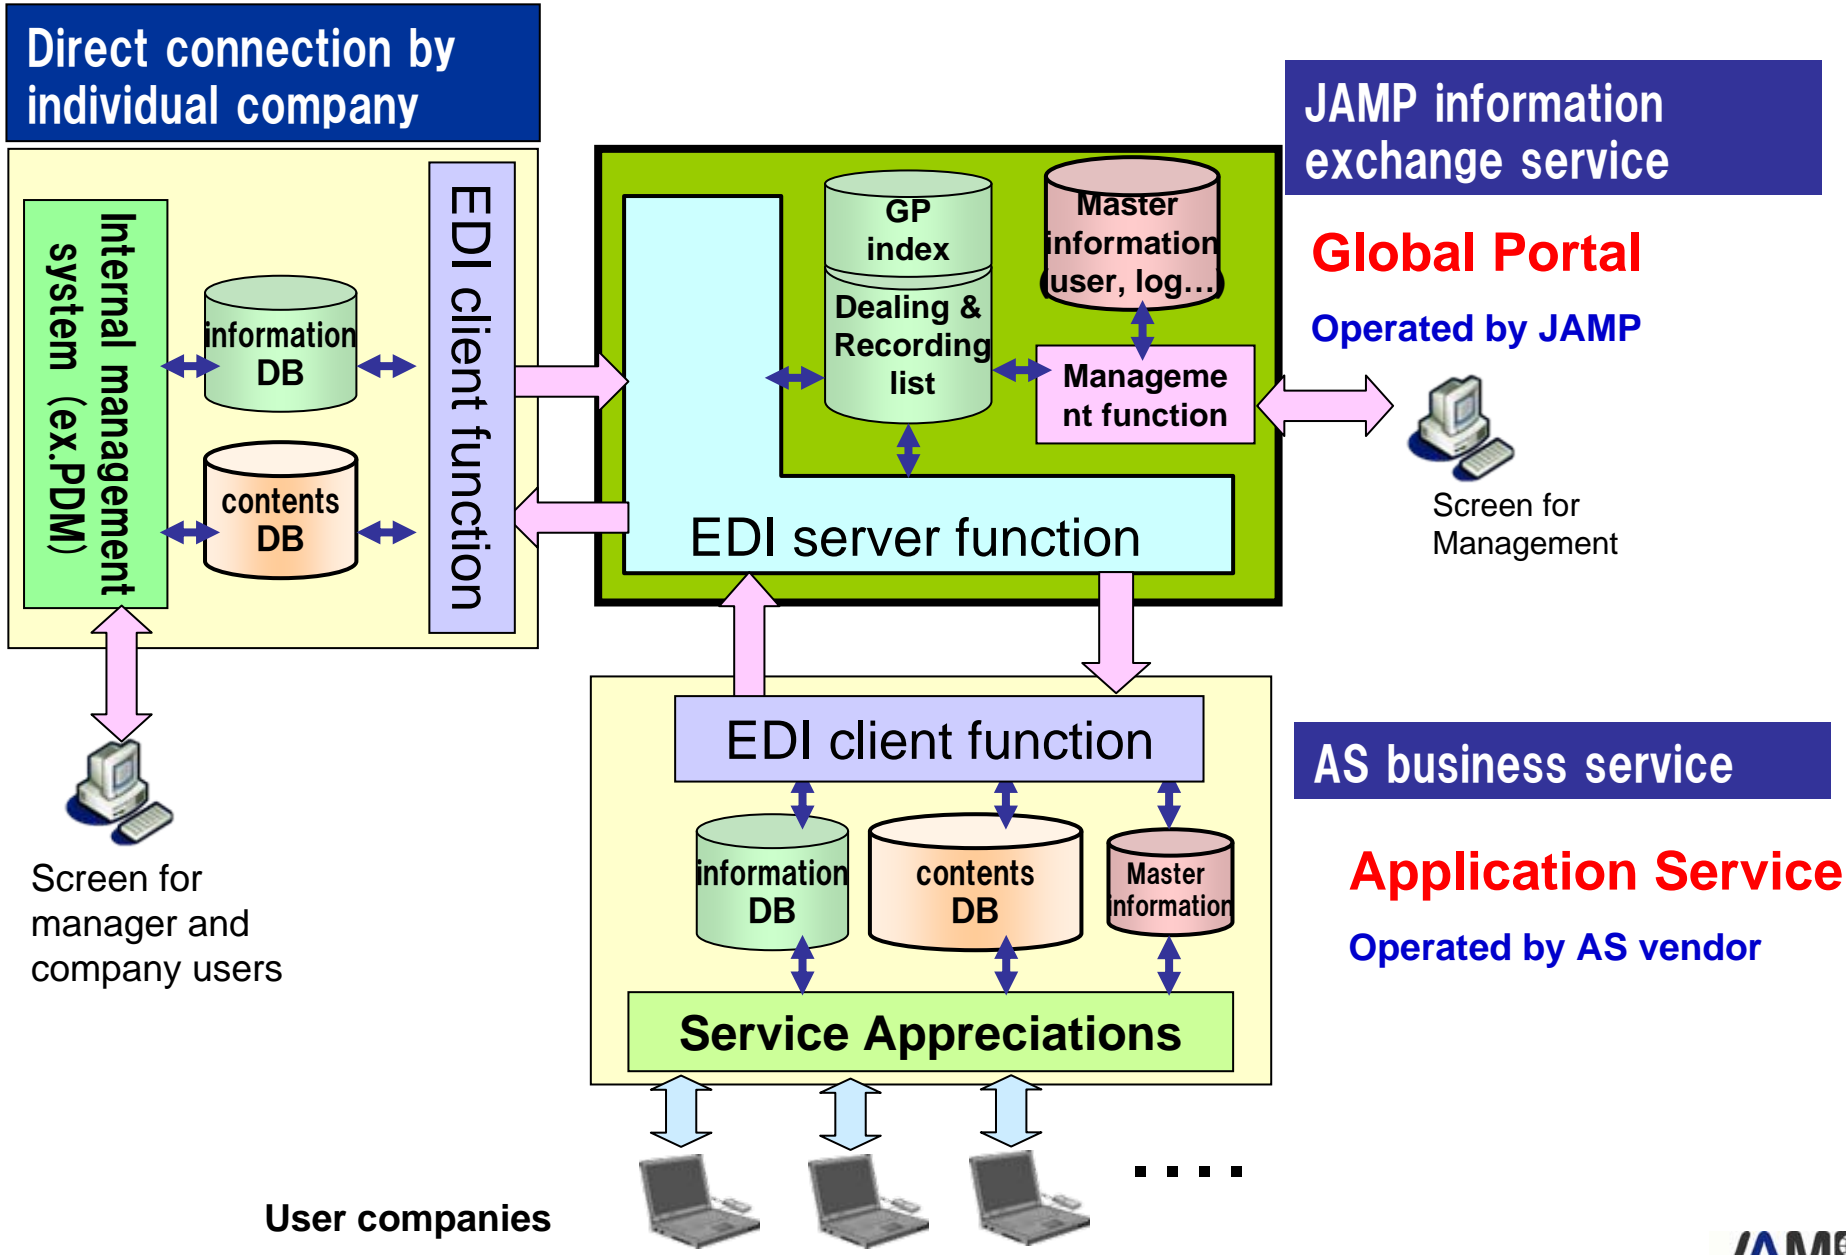 Direct connection by
individual company
JAMP information
exchange service
Global Portal
Operated by JAMP
Internal management
system (ex.PDM)
information
DB
contents
DB
EDI client function
GP
index
Dealing &
Recording
list
Master
information
(user, log…)
Manageme
nt function
EDI server function
Screen for
Management
Screen for
manager and
company users
EDI client function
information
DB
contents
DB
Master
information
Service Appreciations
AS business service
Application Service
Operated by AS vendor
User companies
. . . .